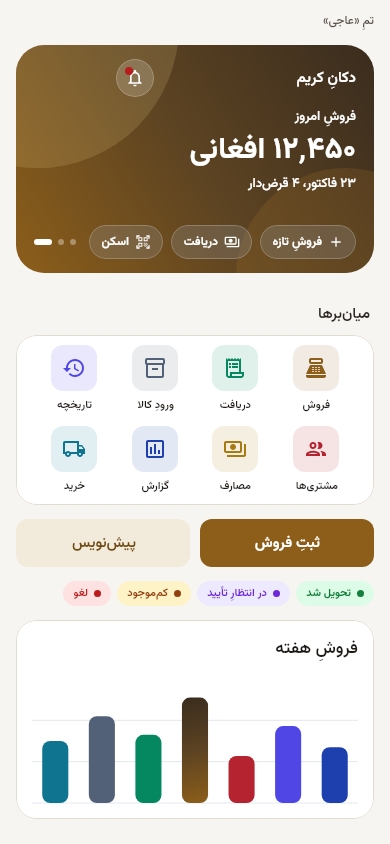 تمِ «عاجی»
دکانِ کریم
فروشِ امروز
۱۲,۴۵۰ افغانی
۲۳ فاکتور، ۴ قرض‌دار
فروشِ تازه
دریافت
اسکن
میان‌برها
فروش
دریافت
ورودِ کالا
تاریخچه
مشتری‌ها
مصارف
گزارش
خرید
ثبتِ فروش
پیش‌نویس
تحویل شد
در انتظارِ تأیید
کم‌موجود
لغو
فروشِ هفته